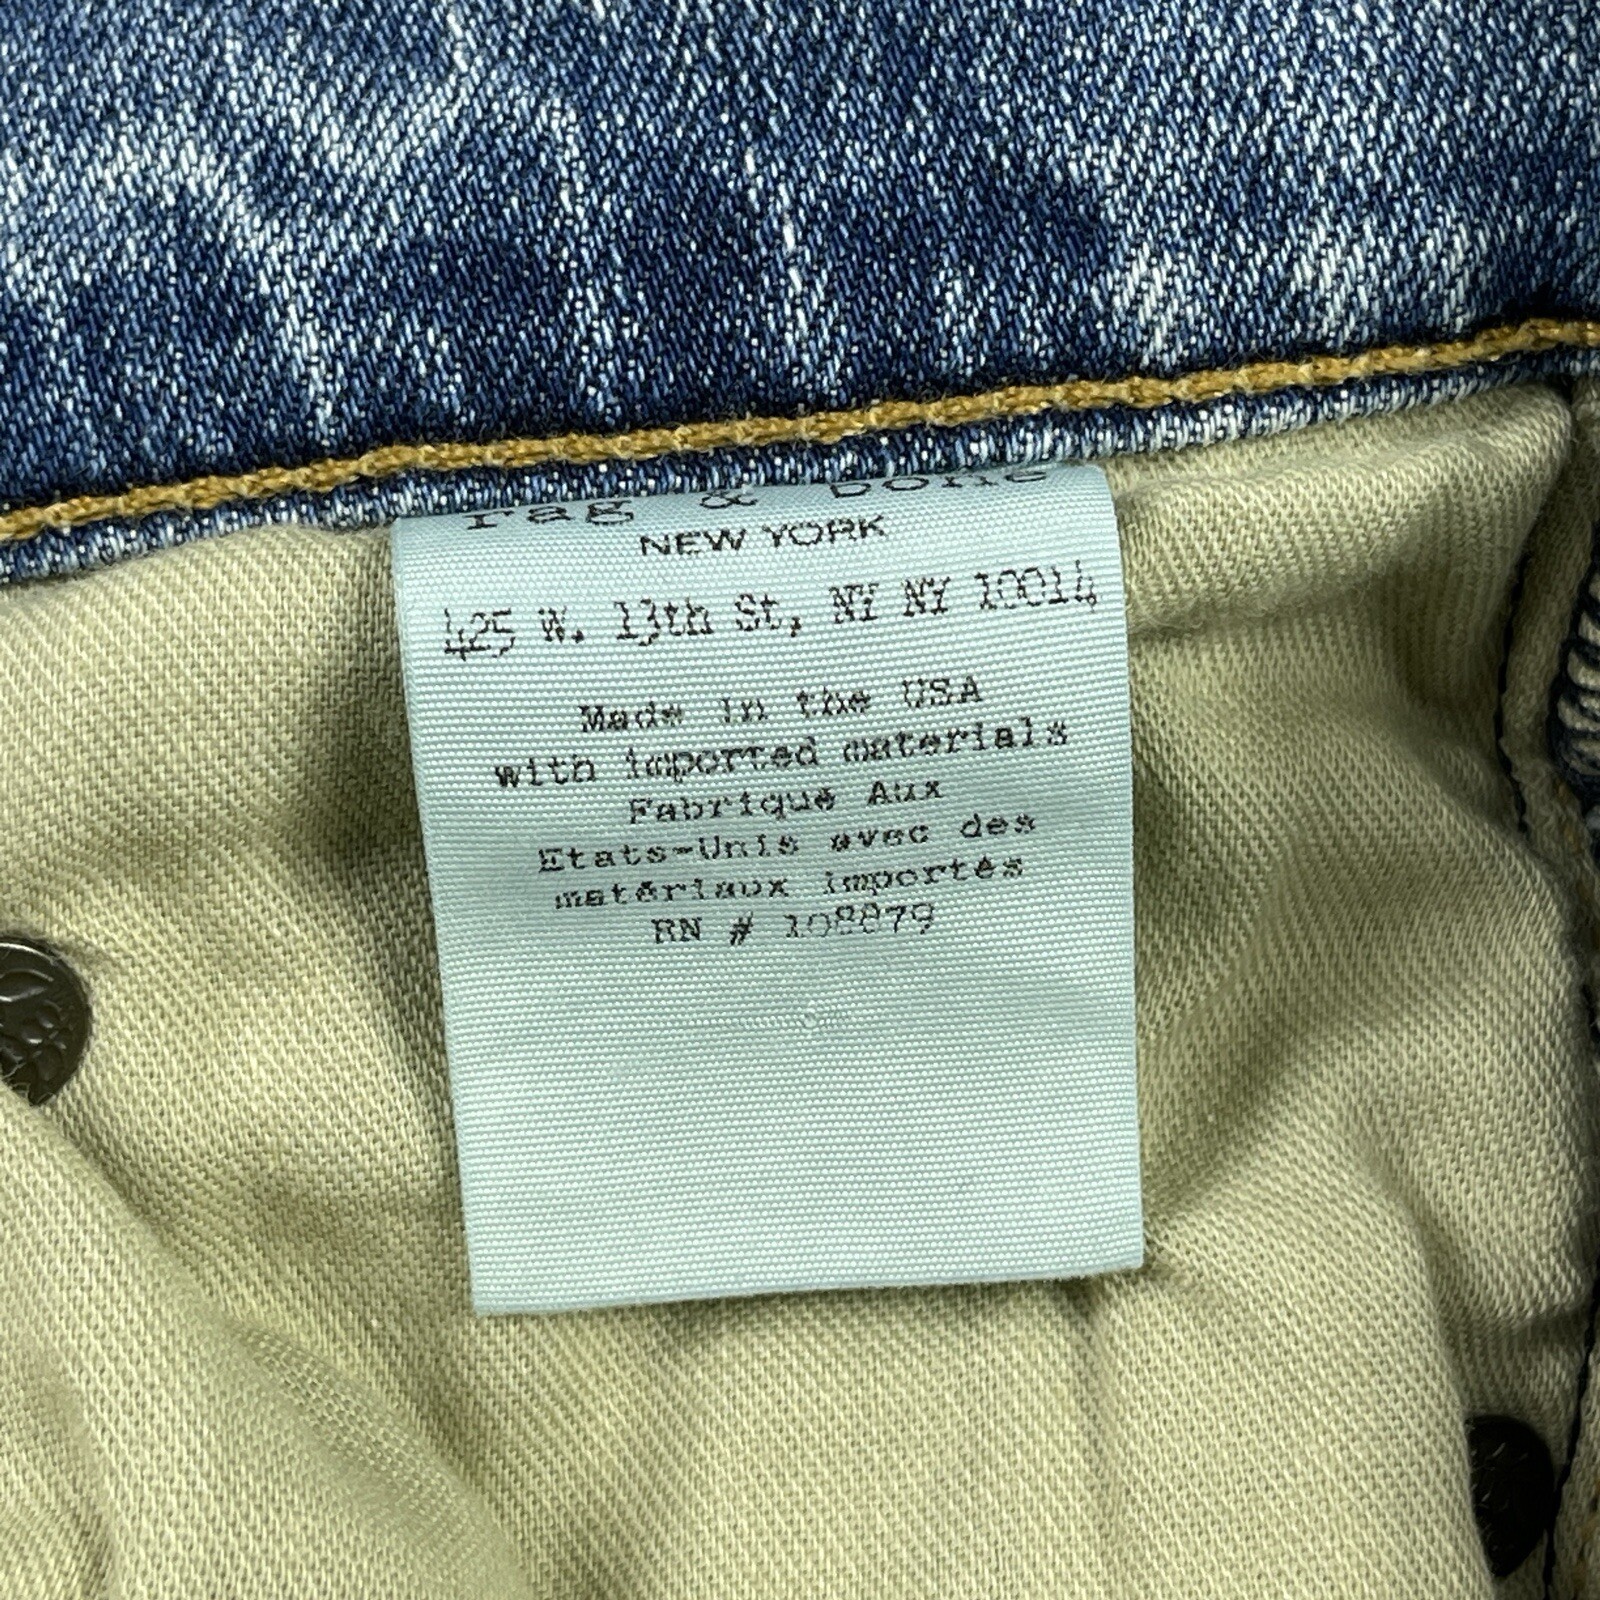 rag & bone
NEW YORK
425 W. 13th St, NY NY 10014
Made in the USA
with imported materials
Fabrique Aux
Etats-Unis avec des
matériaux importés
RN # 108879